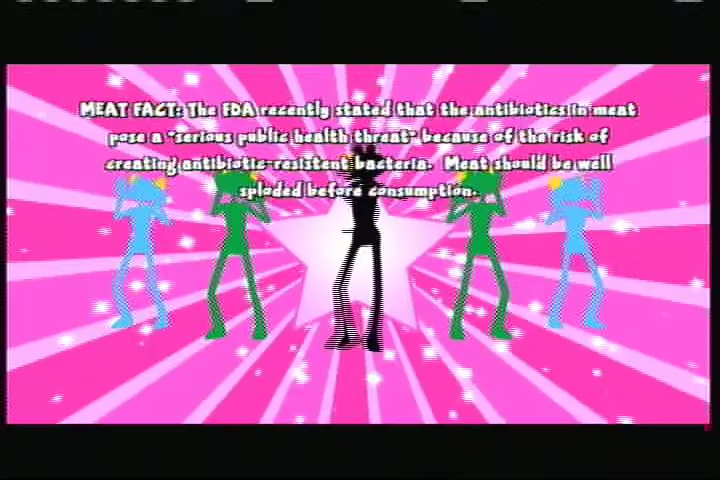 MEAT FACT: The FDA recently stated that the antibiotics in meat
pose a "serious public health threat" because of the risk of
creating antibiotic-resistent bacteria. Meat should be well
sploded before consumption.